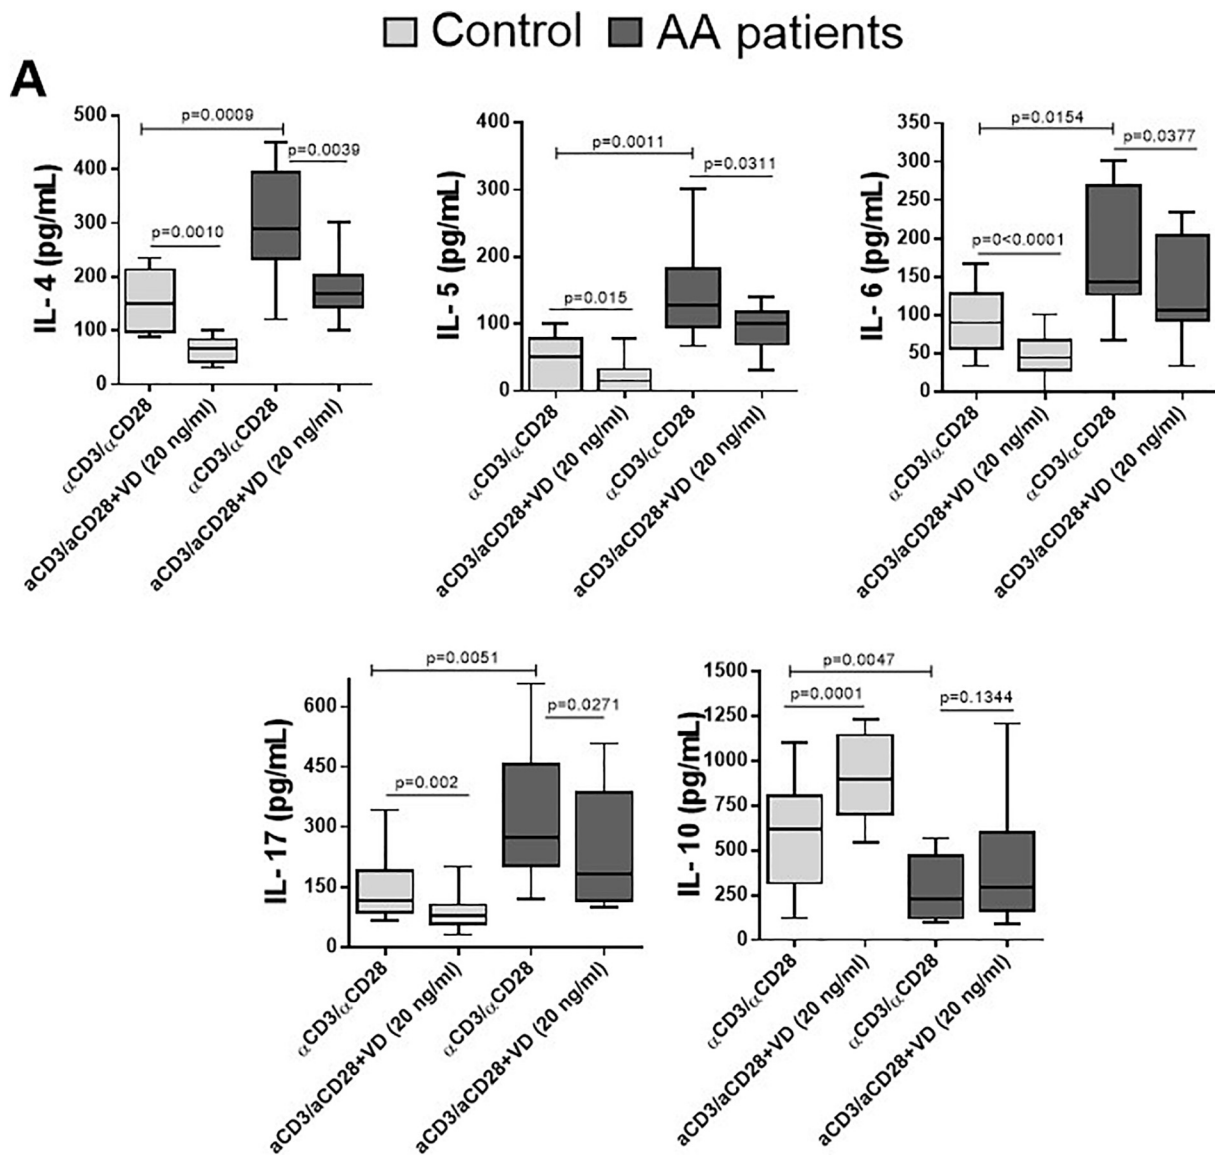 Control AA patients
A
IL-4 (pg/mL)
500
400
300
200
100
0
p=0.0009
p=0.0039
p=0.0010
αCD3/αCD28
aCD3/aCD28+VD (20 ng/ml)
αCD3/αCD28
aCD3/aCD28+VD (20 ng/ml)
IL-5 (pg/mL)
400
300
200
100
0
p=0.0011
p=0.0311
p=0.015
αCD3/αCD28
aCD3/aCD28+VD (20 ng/ml)
αCD3/αCD28
aCD3/aCD28+VD (20 ng/ml)
IL-6 (pg/mL)
350
300
250
200
150
100
50
0
p=0.0154
p=0.0377
p=0<0.0001
αCD3/αCD28
aCD3/aCD28+VD (20 ng/ml)
αCD3/αCD28
aCD3/aCD28+VD (20 ng/ml)
IL-17 (pg/mL)
600
450
300
150
0
p=0.0051
p=0.0271
p=0.002
αCD3/αCD28
aCD3/aCD28+VD (20 ng/ml)
αCD3/αCD28
aCD3/aCD28+VD (20 ng/ml)
IL-10 (pg/mL)
1500
1250
1000
750
500
250
0
p=0.0047
p=0.0001
p=0.1344
αCD3/αCD28
aCD3/aCD28+VD (20 ng/ml)
αCD3/αCD28
aCD3/aCD28+VD (20 ng/ml)